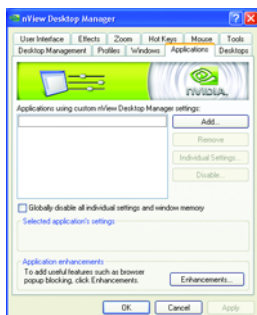 nView Desktop Manager
User Interface Effects Zoom Hot Keys Mouse Tools
Desktop Management Profiles Windows Applications Desktops
NVIDIA.
Applications using custom nView Desktop Manager settings:
Add...
Remove
Individual Settings...
Disable...
Globally disable all individual settings and window memory
Selected application's settings
Application enhancements
To add useful features such as browser
popup blocking, click Enhancements.
Enhancements...
OK Cancel Apply